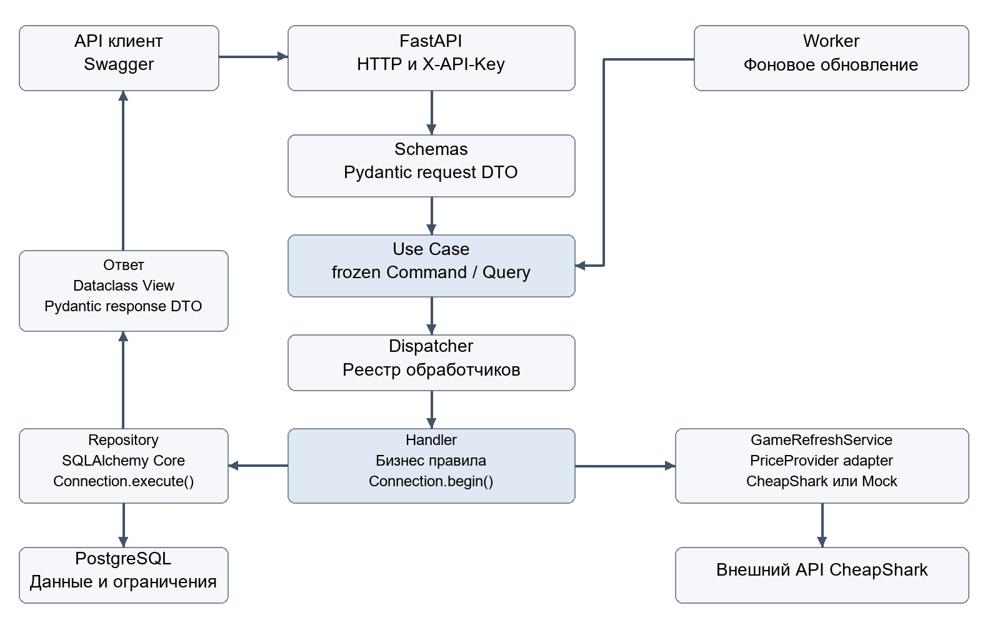 API клиент
Swagger
FastAPI
HTTP и X-API-Key
Worker
Фоновое обновление
Schemas
Pydantic request DTO
Use Case
frozen Command / Query
Ответ
Dataclass View
Pydantic response DTO
Dispatcher
Реестр обработчиков
Repository
SQLAlchemy Core
Connection.execute()
Handler
Бизнес правила
Connection.begin()
GameRefreshService
PriceProvider adapter
CheapShark или Mock
PostgreSQL
Данные и ограничения
Внешний API CheapShark